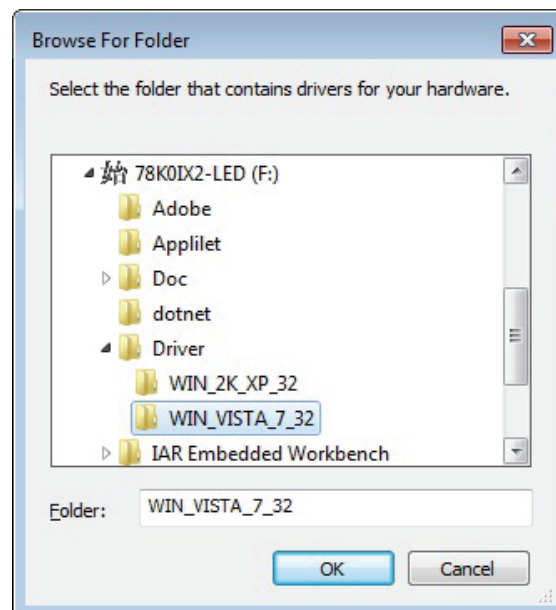 Browse For Folder
Select the folder that contains drivers for your hardware.
始 78K0IX2-LED (F:)
Adobe
Applilet
Doc
dotnet
Driver
WIN_2K_XP_32
WIN_VISTA_7_32
IAR Embedded Workbench
Folder: WIN_VISTA_7_32
OK Cancel